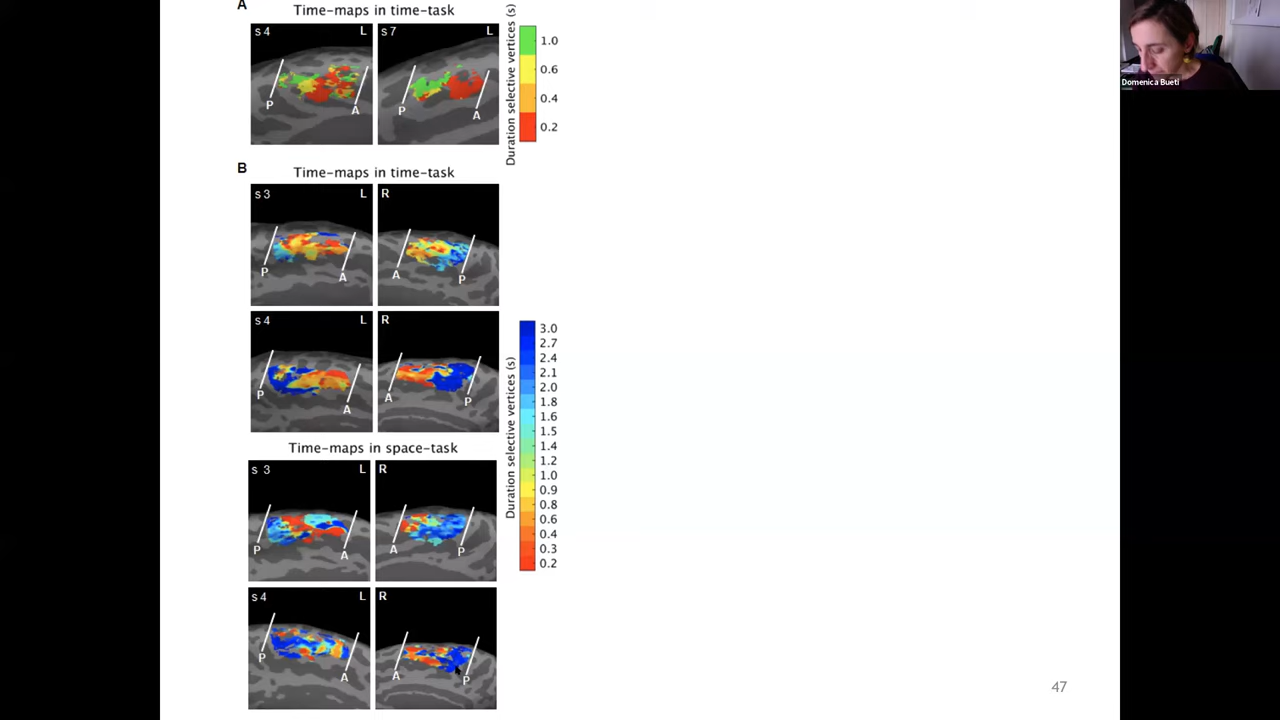 A
Time-maps in time-task
s 4 L
s 7 L
P A
P A
Duration selective vertices (s)
1.0
0.6
0.4
0.2
B
Time-maps in time-task
s 3 L
R
P A
A P
s 4 L
R
P A
A P
Time-maps in space-task
s 3 L
R
P A
A P
s 4 L
R
P A
A P
Duration selective vertices (s)
3.0
2.7
2.4
2.1
2.0
1.8
1.6
1.5
1.4
1.2
1.0
0.9
0.8
0.6
0.4
0.3
0.2
47
Domenica Bueti